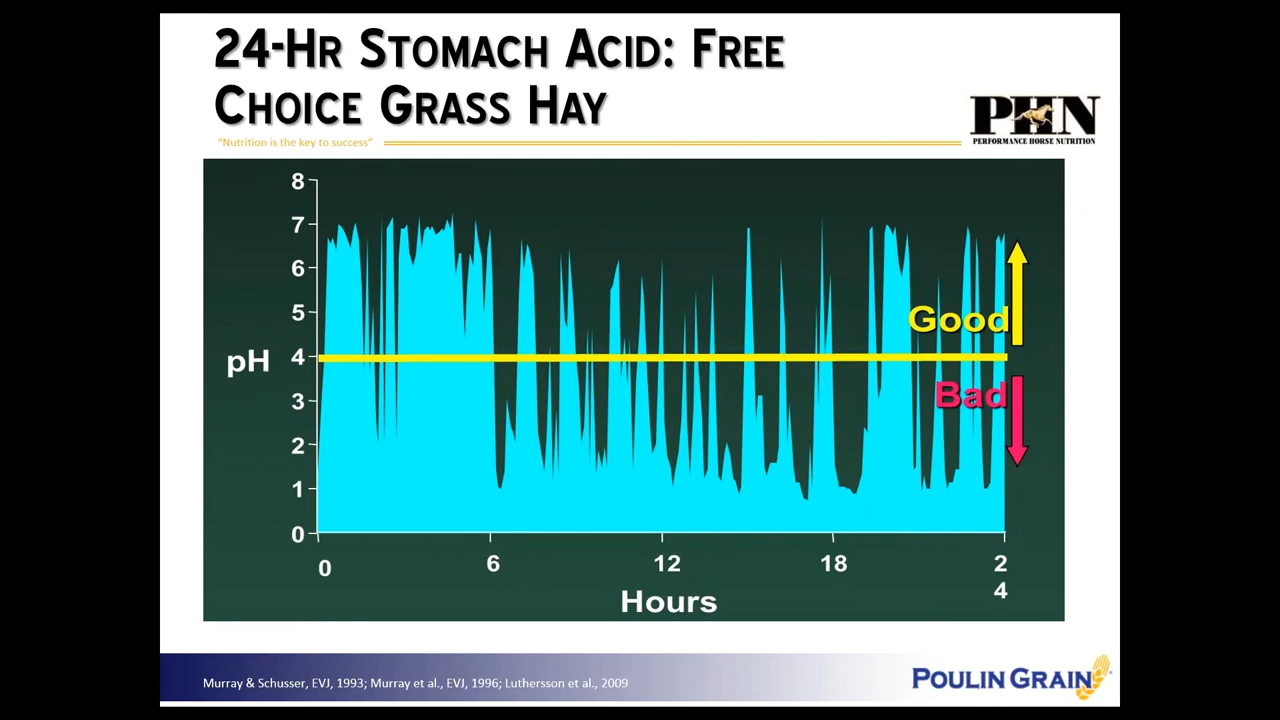 24-HR STOMACH ACID: FREE
CHOICE GRASS HAY
"Nutrition is the key to success"
PHN
PERFORMANCE HORSE NUTRITION
8
7
6
5
4
3
2
1
0
pH
Good
Bad
0
6
12
18
2
4
Hours
Murray & Schusser, EVJ, 1993; Murray et al., EVJ, 1996; Luthersson et al., 2009
POULIN GRAIN